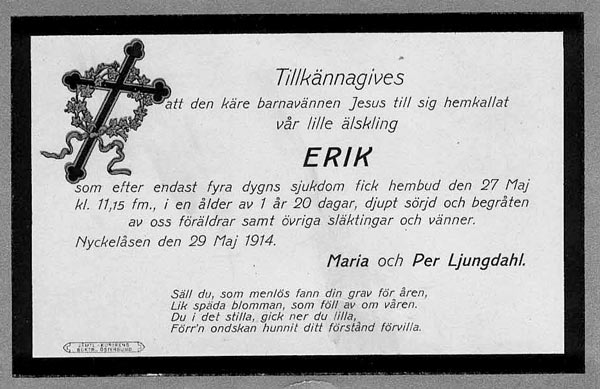 Tillkännagives
att den käre barnavännen Jesus till sig hemkallat
vår lille älskling
ERIK
som efter endast fyra dygns sjukdom fick hembud den 27 Maj
kl. 11,15 fm., i en ålder av 1 år 20 dagar, djupt sörjd och begråten
av oss föräldrar samt övriga släktingar och vänner.
Nyckelåsen den 29 Maj 1914.
Maria och Per Ljungdahl.
Säll du, som menlös fann din grav för åren,
Lik späda blomman, som föll av om våren.
Du i det stilla, gick ner du lilla,
Förr'n ondskan hunnit ditt förstånd förvilla.
JÄMTL.-KURIRENS
BOKTR., ÖSTERSUND